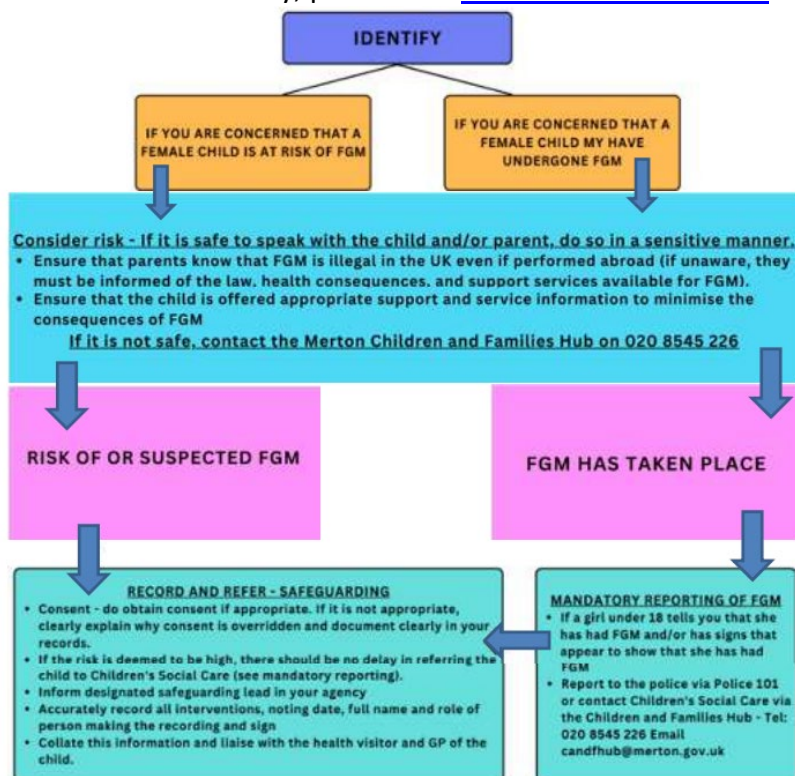 IDENTIFY
IF YOU ARE CONCERNED THAT A
FEMALE CHILD IS AT RISK OF FGM
IF YOU ARE CONCERNED THAT A
FEMALE CHILD MY HAVE
UNDERGONE FGM
Consider risk - If it is safe to speak with the child and/or parent, do so in a sensitive manner.
• Ensure that parents know that FGM is illegal in the UK even if performed abroad (if unaware, they
must be informed of the law, health consequences, and support services available for FGM).
• Ensure that the child is offered appropriate support and service information to minimise the
consequences of FGM
If it is not safe, contact the Merton Children and Families Hub on 020 8545 226
RISK OF OR SUSPECTED FGM
FGM HAS TAKEN PLACE
RECORD AND REFER - SAFEGUARDING
• Consent - do obtain consent if appropriate. If it is not appropriate,
clearly explain why consent is overridden and document clearly in your
records.
• If the risk is deemed to be high, there should be no delay in referring the
child to Children's Social Care (see mandatory reporting).
• Inform designated safeguarding lead in your agency
• Accurately record all interventions, noting date, full name and role of
person making the recording and sign
• Collate this information and liaise with the health visitor and GP of the
child.
MANDATORY REPORTING OF FGM
• If a girl under 18 tells you that she
has had FGM and/or has signs that
appear to show that she has had
FGM
• Report to the police via Police 101
or contact Children's Social Care via
the Children and Families Hub - Tel:
020 8545 226 Email
candfhub@merton.gov.uk